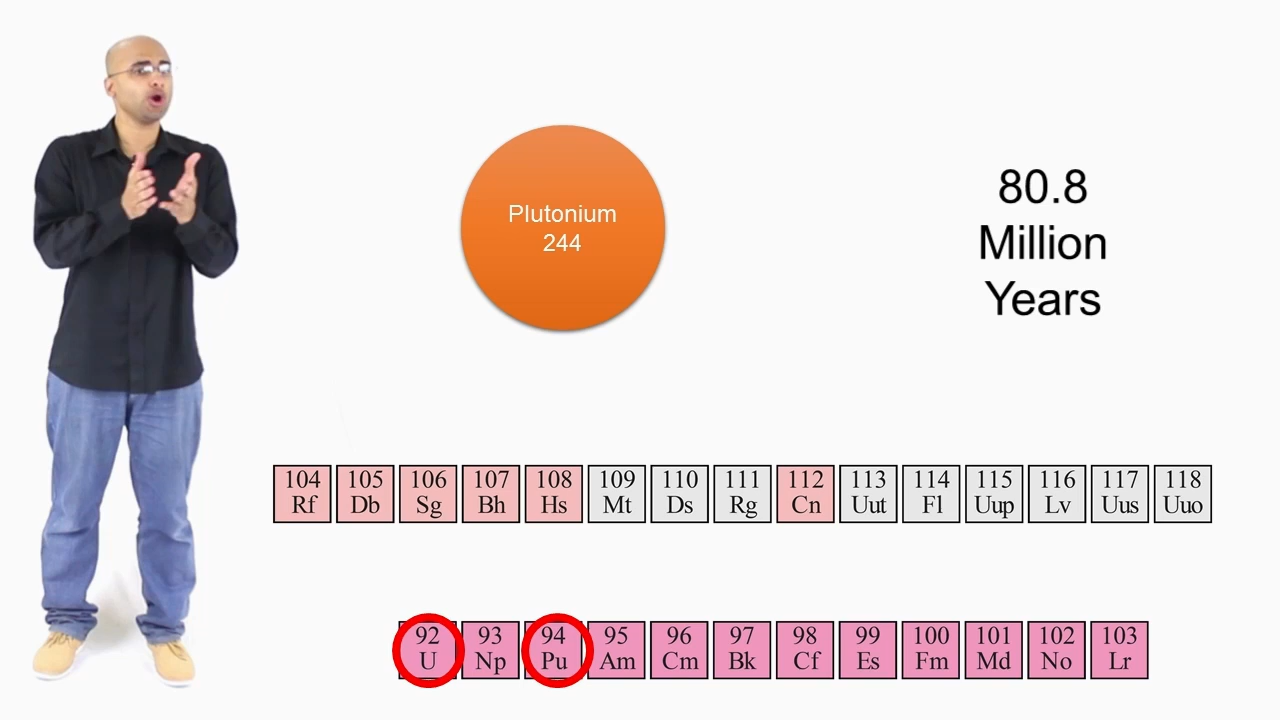 Plutonium
244
80.8
Million
Years
104 105 106 107 108 109 110 111 112 113 114 115 116 117 118
Rf Db Sg Bh Hs Mt Ds Rg Cn Uut Fl Uup Lv Uus Uuo
92 93 94 95 96 97 98 99 100 101 102 103
U Np Pu Am Cm Bk Cf Es Fm Md No Lr